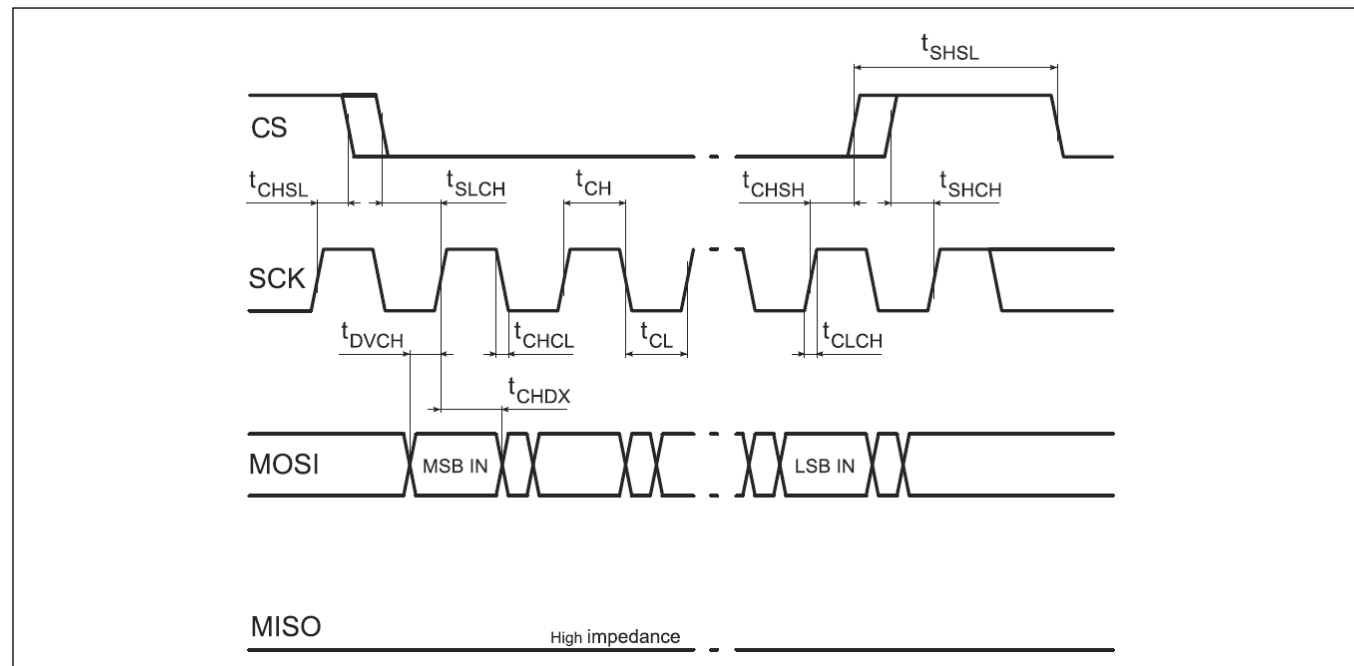 tSHSL
CS
tCHSL tSLCH tCH tCHSH tSHCH
SCK
tDVCH tCHCL tCL tCLCH
tCHDX
MOSI MSB IN LSB IN
MISO High impedance